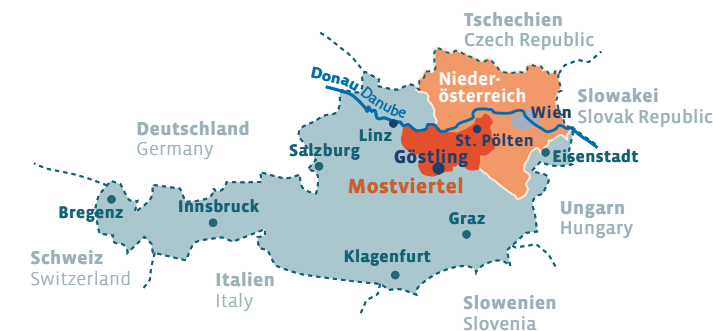 Tschechien
Czech Republic
Donau/Danube
Nieder-
österreich
Slowakei
Slovak Republic
Wien
Deutschland
Germany
Linz
St. Pölten
Salzburg
Göstling
Eisenstadt
Mostviertel
Bregenz
Innsbruck
Graz
Ungarn
Hungary
Schweiz
Switzerland
Klagenfurt
Italien
Italy
Slowenien
Slovenia